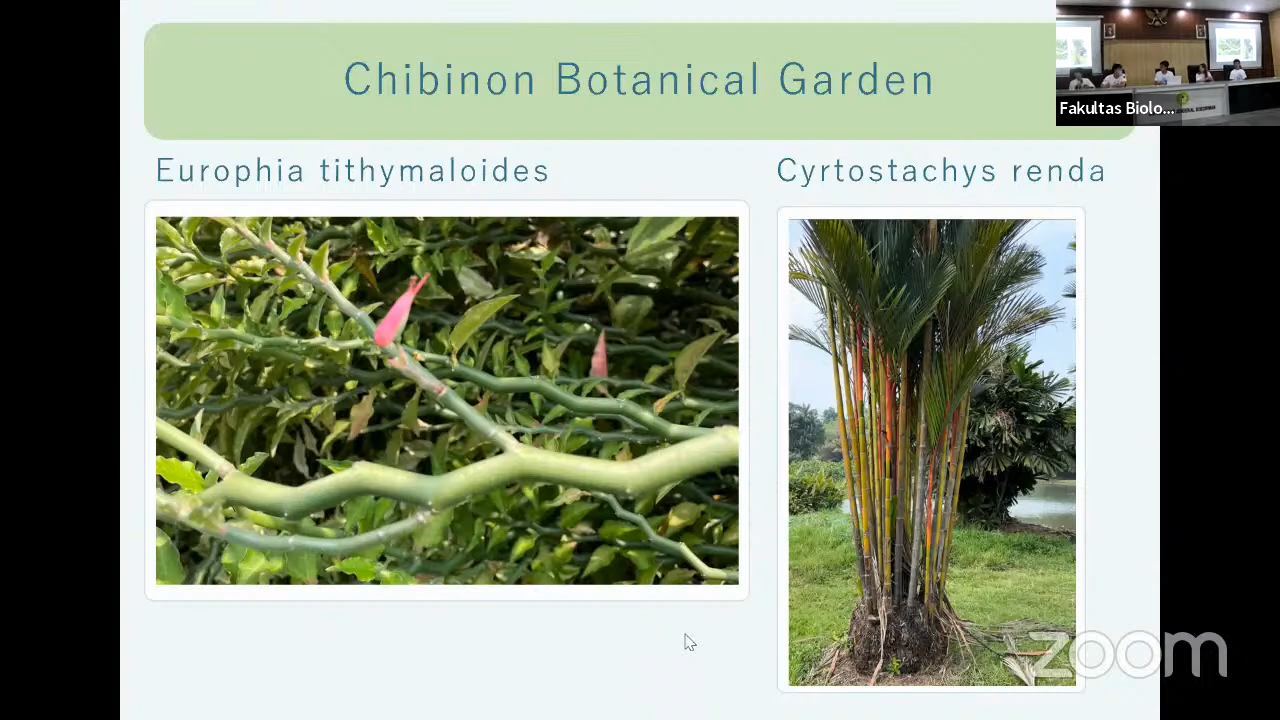 Chibinon Botanical Garden
Fakultas Biolo...
Europhia tithymaloides
Cyrtostachys renda
zoom